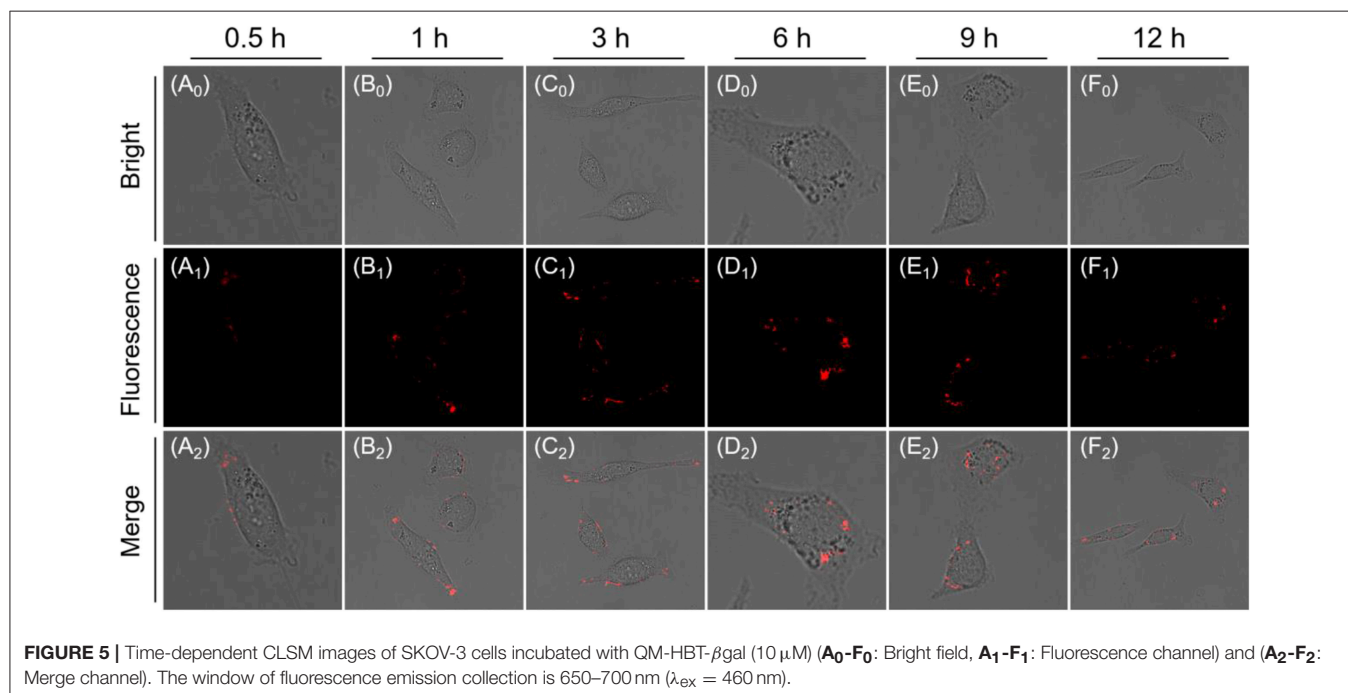 0.5 h 1 h 3 h 6 h 9 h 12 h
Bright (A₀) (B₀) (C₀) (D₀) (E₀) (F₀)
Fluorescence (A₁) (B₁) (C₁) (D₁) (E₁) (F₁)
Merge (A₂) (B₂) (C₂) (D₂) (E₂) (F₂)
FIGURE 5 | Time-dependent CLSM images of SKOV-3 cells incubated with QM-HBT-βgal (10 μM) (A₀-F₀: Bright field, A₁-F₁: Fluorescence channel) and (A₂-F₂:
Merge channel). The window of fluorescence emission collection is 650–700 nm (λex = 460 nm).